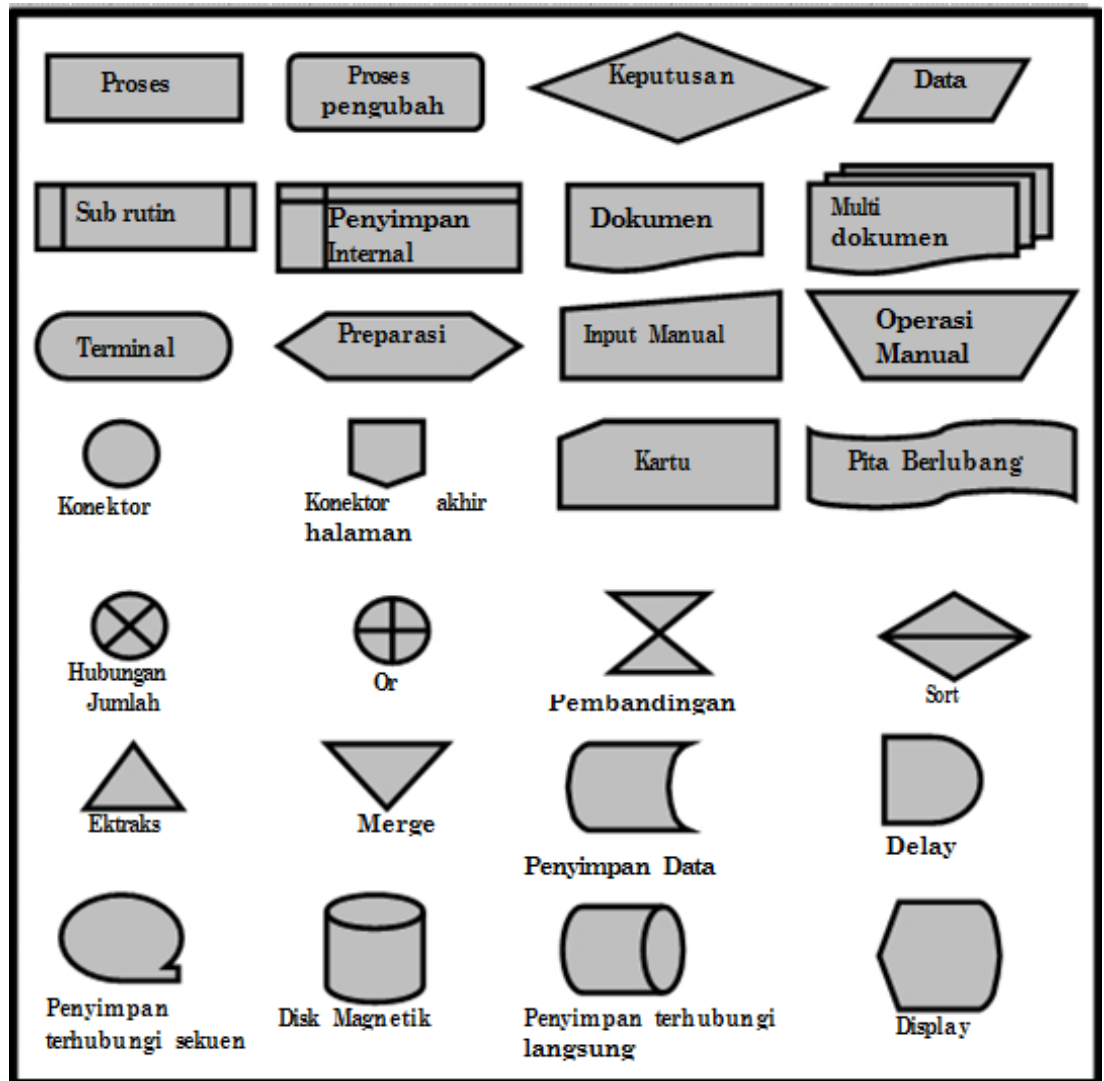 Proses
Proses
pengubah
Keputusan
Data
Sub rutin
Penyimpan
Internal
Dokumen
Multi
dokumen
Terminal
Preparasi
Input Manual
Operasi
Manual
Konektor
Konektor akhir
halaman
Kartu
Pita Berlubang
Hubungan
Jumlah
Or
Pembandingan
Sort
Ektraks
Merge
Penyimpan Data
Delay
Penyimpan
terhubungi sekuen
Disk Magnetik
Penyimpan terhubungi
langsung
Display